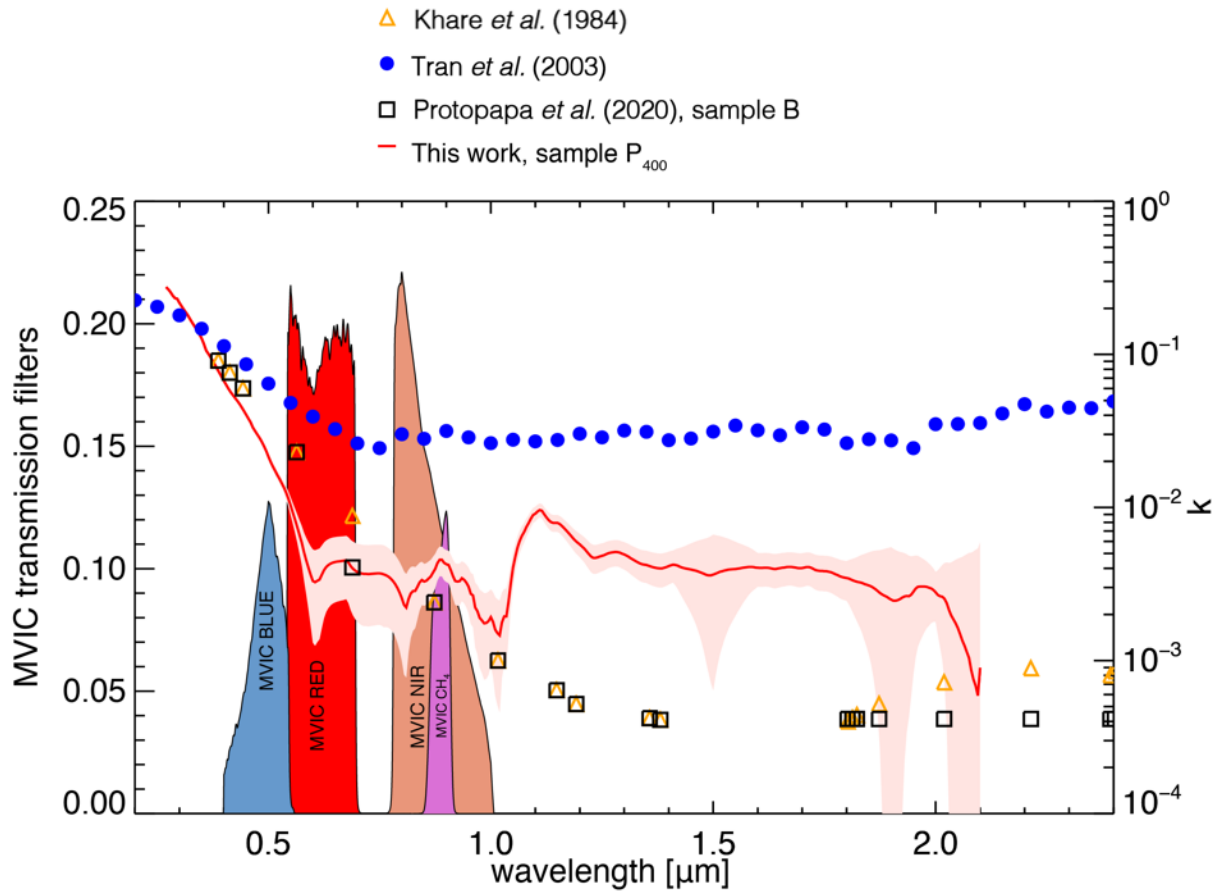 Khare et al. (1984)
Tran et al. (2003)
Protopapa et al. (2020), sample B
This work, sample P₄₀₀
0.25
0.20
0.15
0.10
0.05
0.00
MVIC transmission filters
10⁰
10⁻¹
10⁻²
10⁻³
10⁻⁴
k
MVIC BLUE
MVIC RED
MVIC NIR
MVIC CH₄
0.5
1.0
1.5
2.0
wavelength [µm]